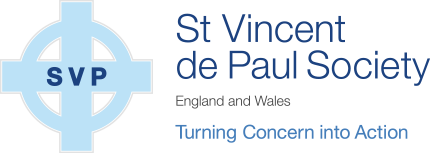 SVP
St Vincent
de Paul Society
England and Wales
Turning Concern into Action